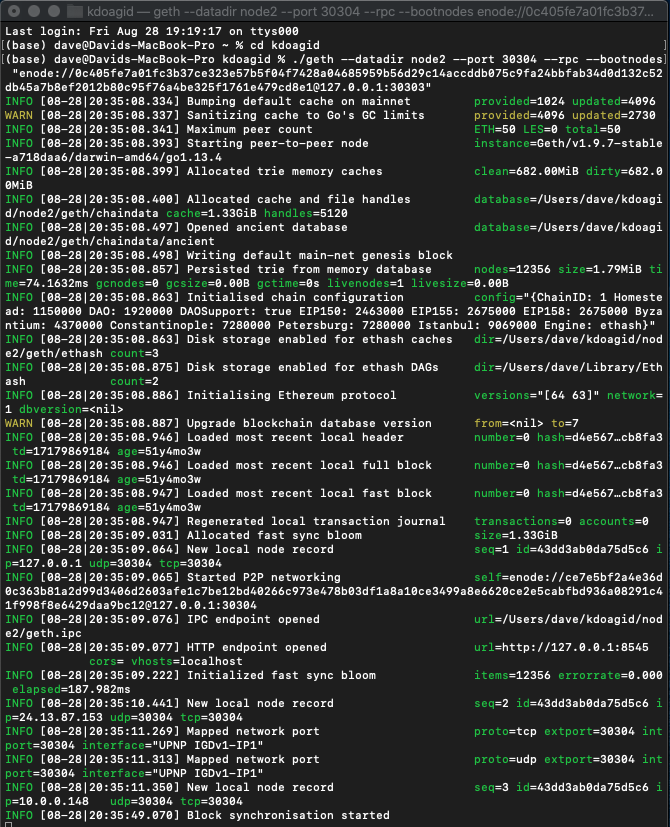 kdoagid — geth --datadir node2 --port 30304 --rpc --bootnodes enode://0c405fe7a01fc3b37...
Last login: Fri Aug 28 19:19:17 on ttys000
[(base) dave@Davids-MacBook-Pro ~ % cd kdoagid ]
[(base) dave@Davids-MacBook-Pro kdoagid % ./geth --datadir node2 --port 30304 --rpc --bootnodes]
"enode://0c405fe7a01fc3b37ce323e57b5f04f7428a04685959b56d29c14accddb075c9fa24bbfab34d0d132c52
db45a7b8ef2012b80c95f76a4be325f1761e479cd8e1@127.0.0.1:30303"
INFO [08-28|20:35:08.334] Bumping default cache on mainnet provided=1024 updated=4096
WARN [08-28|20:35:08.337] Sanitizing cache to Go's GC limits provided=4096 updated=2730
INFO [08-28|20:35:08.341] Maximum peer count ETH=50 LES=0 total=50
INFO [08-28|20:35:08.393] Starting peer-to-peer node instance=Geth/v1.9.7-stable
-a718daa6/darwin-amd64/go1.13.4
INFO [08-28|20:35:08.399] Allocated trie memory caches clean=682.00MiB dirty=682.0
0MiB
INFO [08-28|20:35:08.400] Allocated cache and file handles database=/Users/dave/kdoagi
d/node2/geth/chaindata cache=1.33GiB handles=5120
INFO [08-28|20:35:08.497] Opened ancient database database=/Users/dave/kdoagi
d/node2/geth/chaindata/ancient
INFO [08-28|20:35:08.498] Writing default main-net genesis block
INFO [08-28|20:35:08.857] Persisted trie from memory database nodes=12356 size=1.79MiB ti
me=74.1632ms gcnodes=0 gcsize=0.00B gctime=0s livenodes=1 livesize=0.00B
INFO [08-28|20:35:08.863] Initialised chain configuration config="{ChainID: 1 Homest
ead: 1150000 DAO: 1920000 DAOSupport: true EIP150: 2463000 EIP155: 2675000 EIP158: 2675000 Byza
ntium: 4370000 Constantinople: 7280000 Petersburg: 7280000 Istanbul: 9069000 Engine: ethash}"
INFO [08-28|20:35:08.863] Disk storage enabled for ethash caches dir=/Users/dave/kdoagid/no
de2/geth/ethash count=3
INFO [08-28|20:35:08.875] Disk storage enabled for ethash DAGs dir=/Users/dave/Library/Eth
ash count=2
INFO [08-28|20:35:08.886] Initialising Ethereum protocol versions="[64 63]" network=
1 dbversion=<nil>
WARN [08-28|20:35:08.887] Upgrade blockchain database version from=<nil> to=7
INFO [08-28|20:35:08.946] Loaded most recent local header number=0 hash=d4e567…cb8fa3
td=17179869184 age=51y4mo3w
INFO [08-28|20:35:08.947] Loaded most recent local full block number=0 hash=d4e567…cb8fa3
td=17179869184 age=51y4mo3w
INFO [08-28|20:35:08.947] Loaded most recent local fast block number=0 hash=d4e567…cb8fa3
td=17179869184 age=51y4mo3w
INFO [08-28|20:35:08.947] Regenerated local transaction journal transactions=0 accounts=0
INFO [08-28|20:35:09.031] Allocated fast sync bloom size=1.33GiB
INFO [08-28|20:35:09.064] New local node record seq=1 id=43dd3ab0da75d5c6 i
p=127.0.0.1 udp=30304 tcp=30304
INFO [08-28|20:35:09.065] Started P2P networking self=enode://ce7e5bf2a4e36d
0c363b81a2d99d3406d2603afe1c7be12bd40266c973e478b03df1a8a10ce3499a8e6620ce2e5cabfbd936a08291c4
1f998f8e6429daa9bc12@127.0.0.1:30304
INFO [08-28|20:35:09.076] IPC endpoint opened url=/Users/dave/kdoagid/nod
e2/geth.ipc
INFO [08-28|20:35:09.077] HTTP endpoint opened url=http://127.0.0.1:8545
cors= vhosts=localhost
INFO [08-28|20:35:09.222] Initialized fast sync bloom items=12356 errorrate=0.000
elapsed=187.982ms
INFO [08-28|20:35:10.441] New local node record seq=2 id=43dd3ab0da75d5c6 i
p=24.13.87.153 udp=30304 tcp=30304
INFO [08-28|20:35:11.269] Mapped network port proto=tcp extport=30304 int
port=30304 interface="UPNP IGDv1-IP1"
INFO [08-28|20:35:11.313] Mapped network port proto=udp extport=30304 int
port=30304 interface="UPNP IGDv1-IP1"
INFO [08-28|20:35:11.350] New local node record seq=3 id=43dd3ab0da75d5c6 i
p=10.0.0.148 udp=30304 tcp=30304
INFO [08-28|20:35:49.070] Block synchronisation started